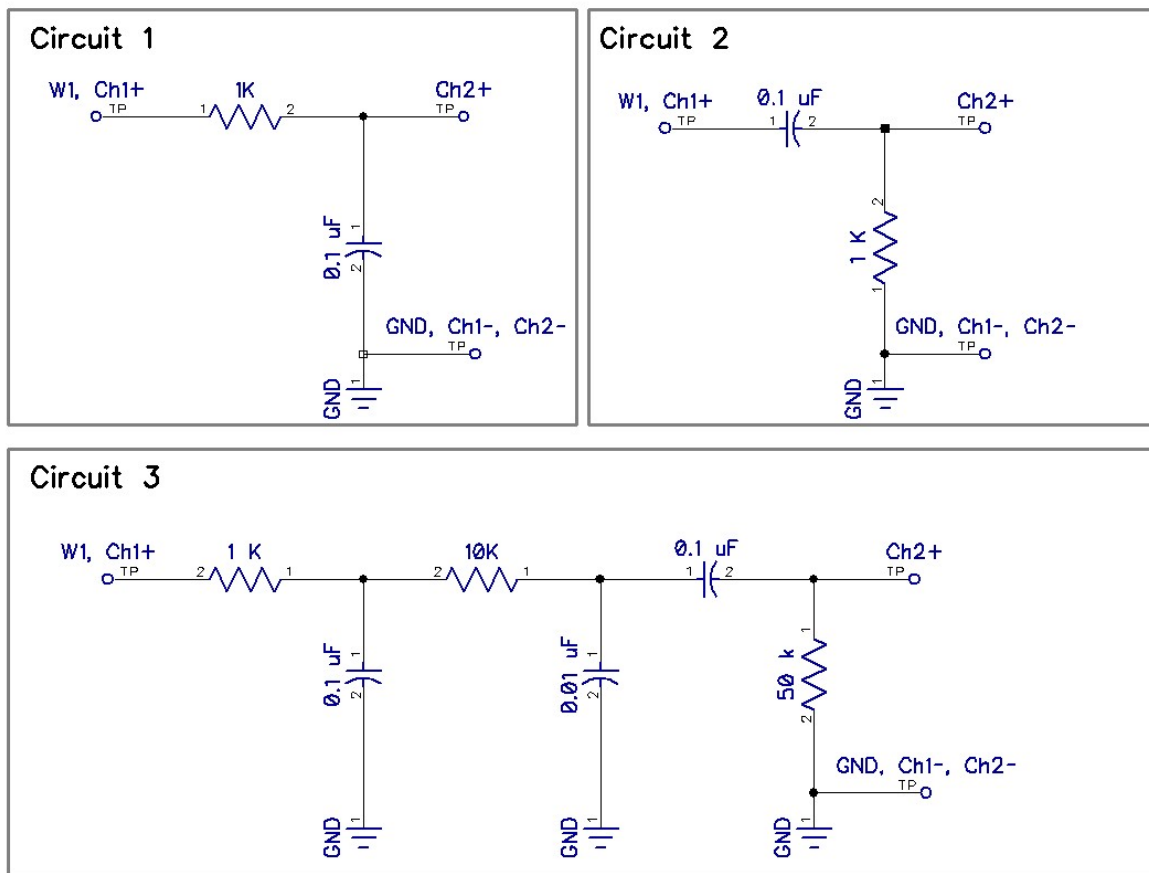 Circuit 1
W1, Ch1+
TP
1
1K
2
Ch2+
TP
1
0.1 uF
2
GND, Ch1-, Ch2-
TP
1
GND
Circuit 2
W1, Ch1+
TP
0.1 uF
1
2
Ch2+
TP
2
1 K
1
GND, Ch1-, Ch2-
TP
1
GND
Circuit 3
W1, Ch1+
TP
1 K
2
1
10K
2
1
0.1 uF
1
2
Ch2+
TP
1
0.1 uF
2
1
0.01 uF
2
1
50 k
2
GND, Ch1-, Ch2-
TP
1
GND
1
GND
1
GND